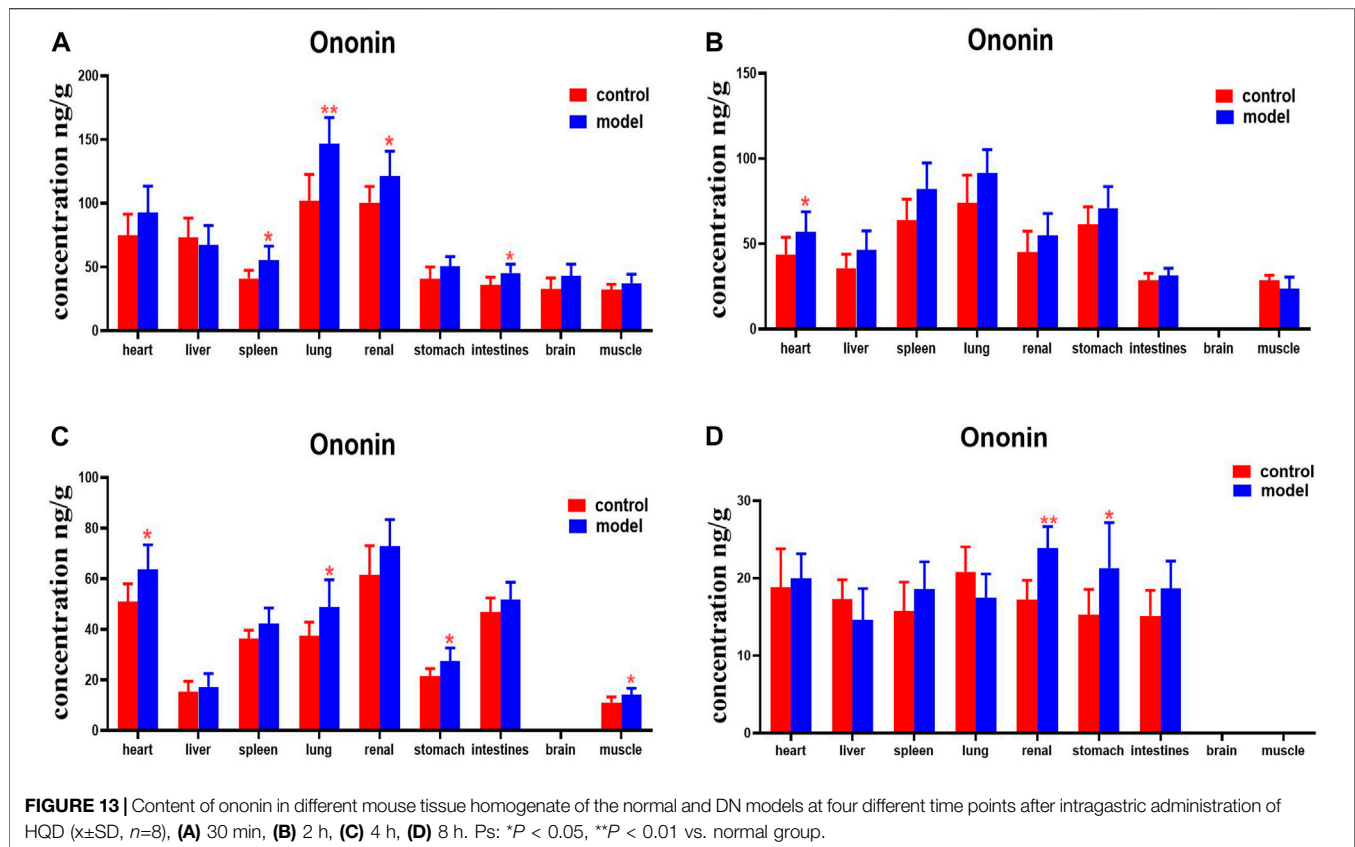 A
Ononin
concentration ng/g
200
150
100
50
0
control
model
**
*
*
*
heart liver spleen lung renal stomach intestines brain muscle
B
Ononin
concentration ng/g
150
100
50
0
control
model
*
heart liver spleen lung renal stomach intestines brain muscle
C
Ononin
concentration ng/g
100
80
60
40
20
0
control
model
*
*
*
*
heart liver spleen lung renal stomach intestines brain muscle
D
Ononin
concentration ng/g
30
20
10
0
control
model
**
*
heart liver spleen lung renal stomach intestines brain muscle
FIGURE 13 | Content of ononin in different mouse tissue homogenate of the normal and DN models at four different time points after intragastric administration of
HQD (x±SD, n=8), (A) 30 min, (B) 2 h, (C) 4 h, (D) 8 h. Ps: *P < 0.05, **P < 0.01 vs. normal group.